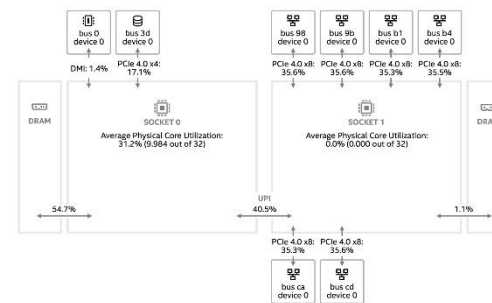 bus 0
device 0
bus 3d
device 0
bus 98
device 0
bus 9b
device 0
bus b1
device 0
bus b4
device 0
DMI: 1.4%
PCIe 4.0 x4:
17.1%
PCIe 4.0 x8:
35.6%
PCIe 4.0 x8:
35.6%
PCIe 4.0 x8:
35.3%
PCIe 4.0 x8:
35.5%
DRAM
SOCKET 0
Average Physical Core Utilization:
31.2% (9.984 out of 32)
SOCKET 1
Average Physical Core Utilization:
0.0% (0.000 out of 32)
DRA
UPI
54.7%
40.5%
1.1%
PCIe 4.0 x8:
35.3%
PCIe 4.0 x8:
35.6%
bus ca
device 0
bus cd
device 0